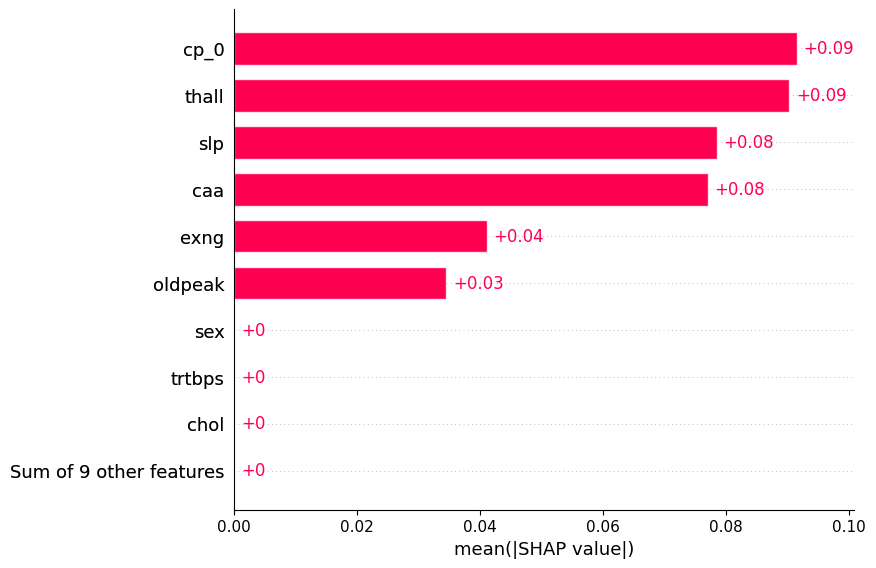 cp_0 +0.09
thall +0.09
slp +0.08
caa +0.08
exng +0.04
oldpeak +0.03
sex +0
trtbps +0
chol +0
Sum of 9 other features +0
0.00 0.02 0.04 0.06 0.08 0.10
mean(|SHAP value|)